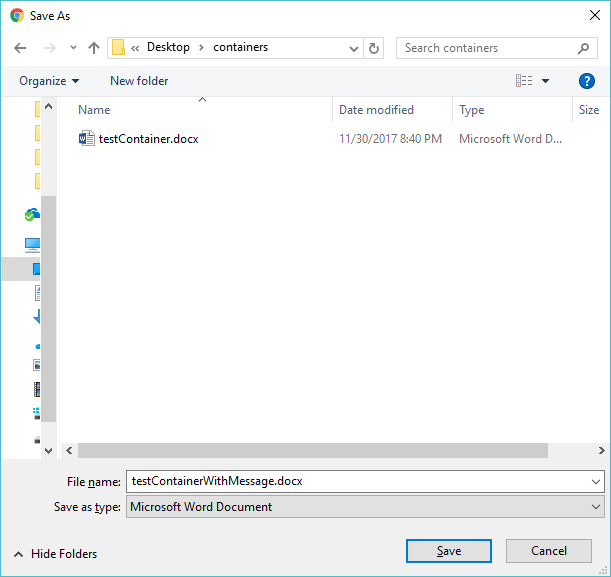 Save As
« Desktop › containers
Search containers
Organize New folder
?
Name Date modified Type Size
testContainer.docx 11/30/2017 8:40 PM Microsoft Word D...
File name: testContainerWithMessage.docx
Save as type: Microsoft Word Document
Hide Folders Save Cancel